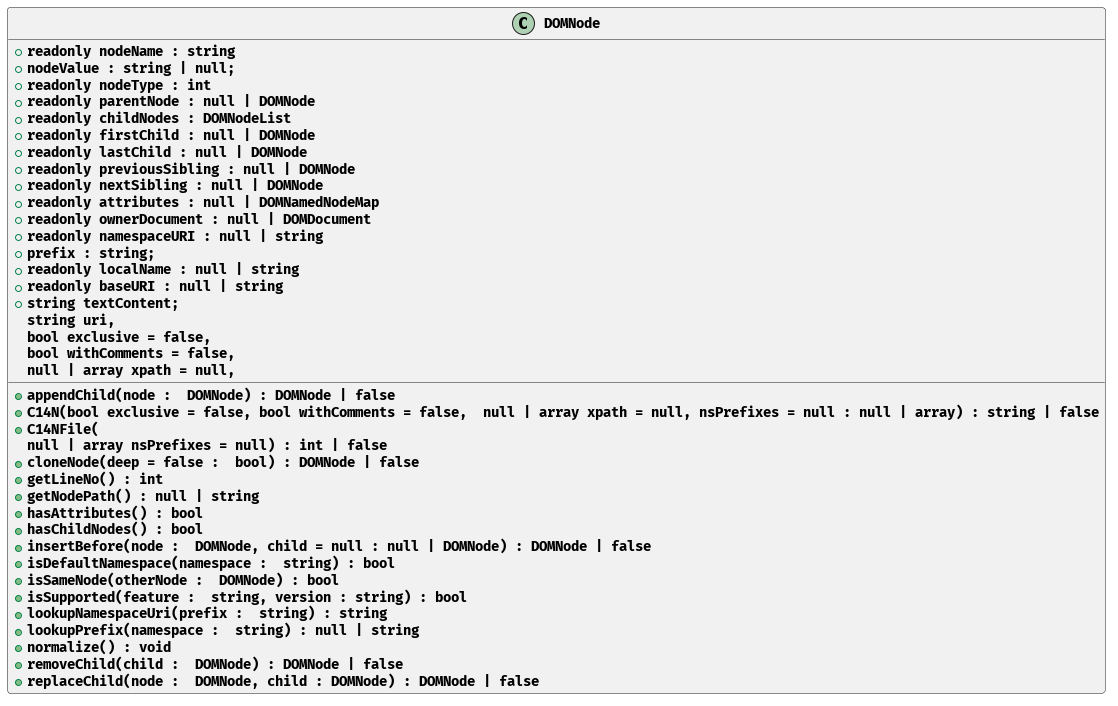 C DOMNode
readonly nodeName : string
nodeValue : string | null;
readonly nodeType : int
readonly parentNode : null | DOMNode
readonly childNodes : DOMNodeList
readonly firstChild : null | DOMNode
readonly lastChild : null | DOMNode
readonly previousSibling : null | DOMNode
readonly nextSibling : null | DOMNode
readonly attributes : null | DOMNamedNodeMap
readonly ownerDocument : null | DOMDocument
readonly namespaceURI : null | string
prefix : string;
readonly localName : null | string
readonly baseURI : null | string
string textContent;
string uri,
bool exclusive = false,
bool withComments = false,
null | array xpath = null,
appendChild(node :  DOMNode) : DOMNode | false
C14N(bool exclusive = false, bool withComments = false,  null | array xpath = null, nsPrefixes = null : null | array) : string | false
C14NFile(
null | array nsPrefixes = null) : int | false
cloneNode(deep = false :  bool) : DOMNode | false
getLineNo() : int
getNodePath() : null | string
hasAttributes() : bool
hasChildNodes() : bool
insertBefore(node :  DOMNode, child = null : null | DOMNode) : DOMNode | false
isDefaultNamespace(namespace :  string) : bool
isSameNode(otherNode :  DOMNode) : bool
isSupported(feature :  string, version : string) : bool
lookupNamespaceUri(prefix :  string) : string
lookupPrefix(namespace :  string) : null | string
normalize() : void
removeChild(child :  DOMNode) : DOMNode | false
replaceChild(node :  DOMNode, child : DOMNode) : DOMNode | false